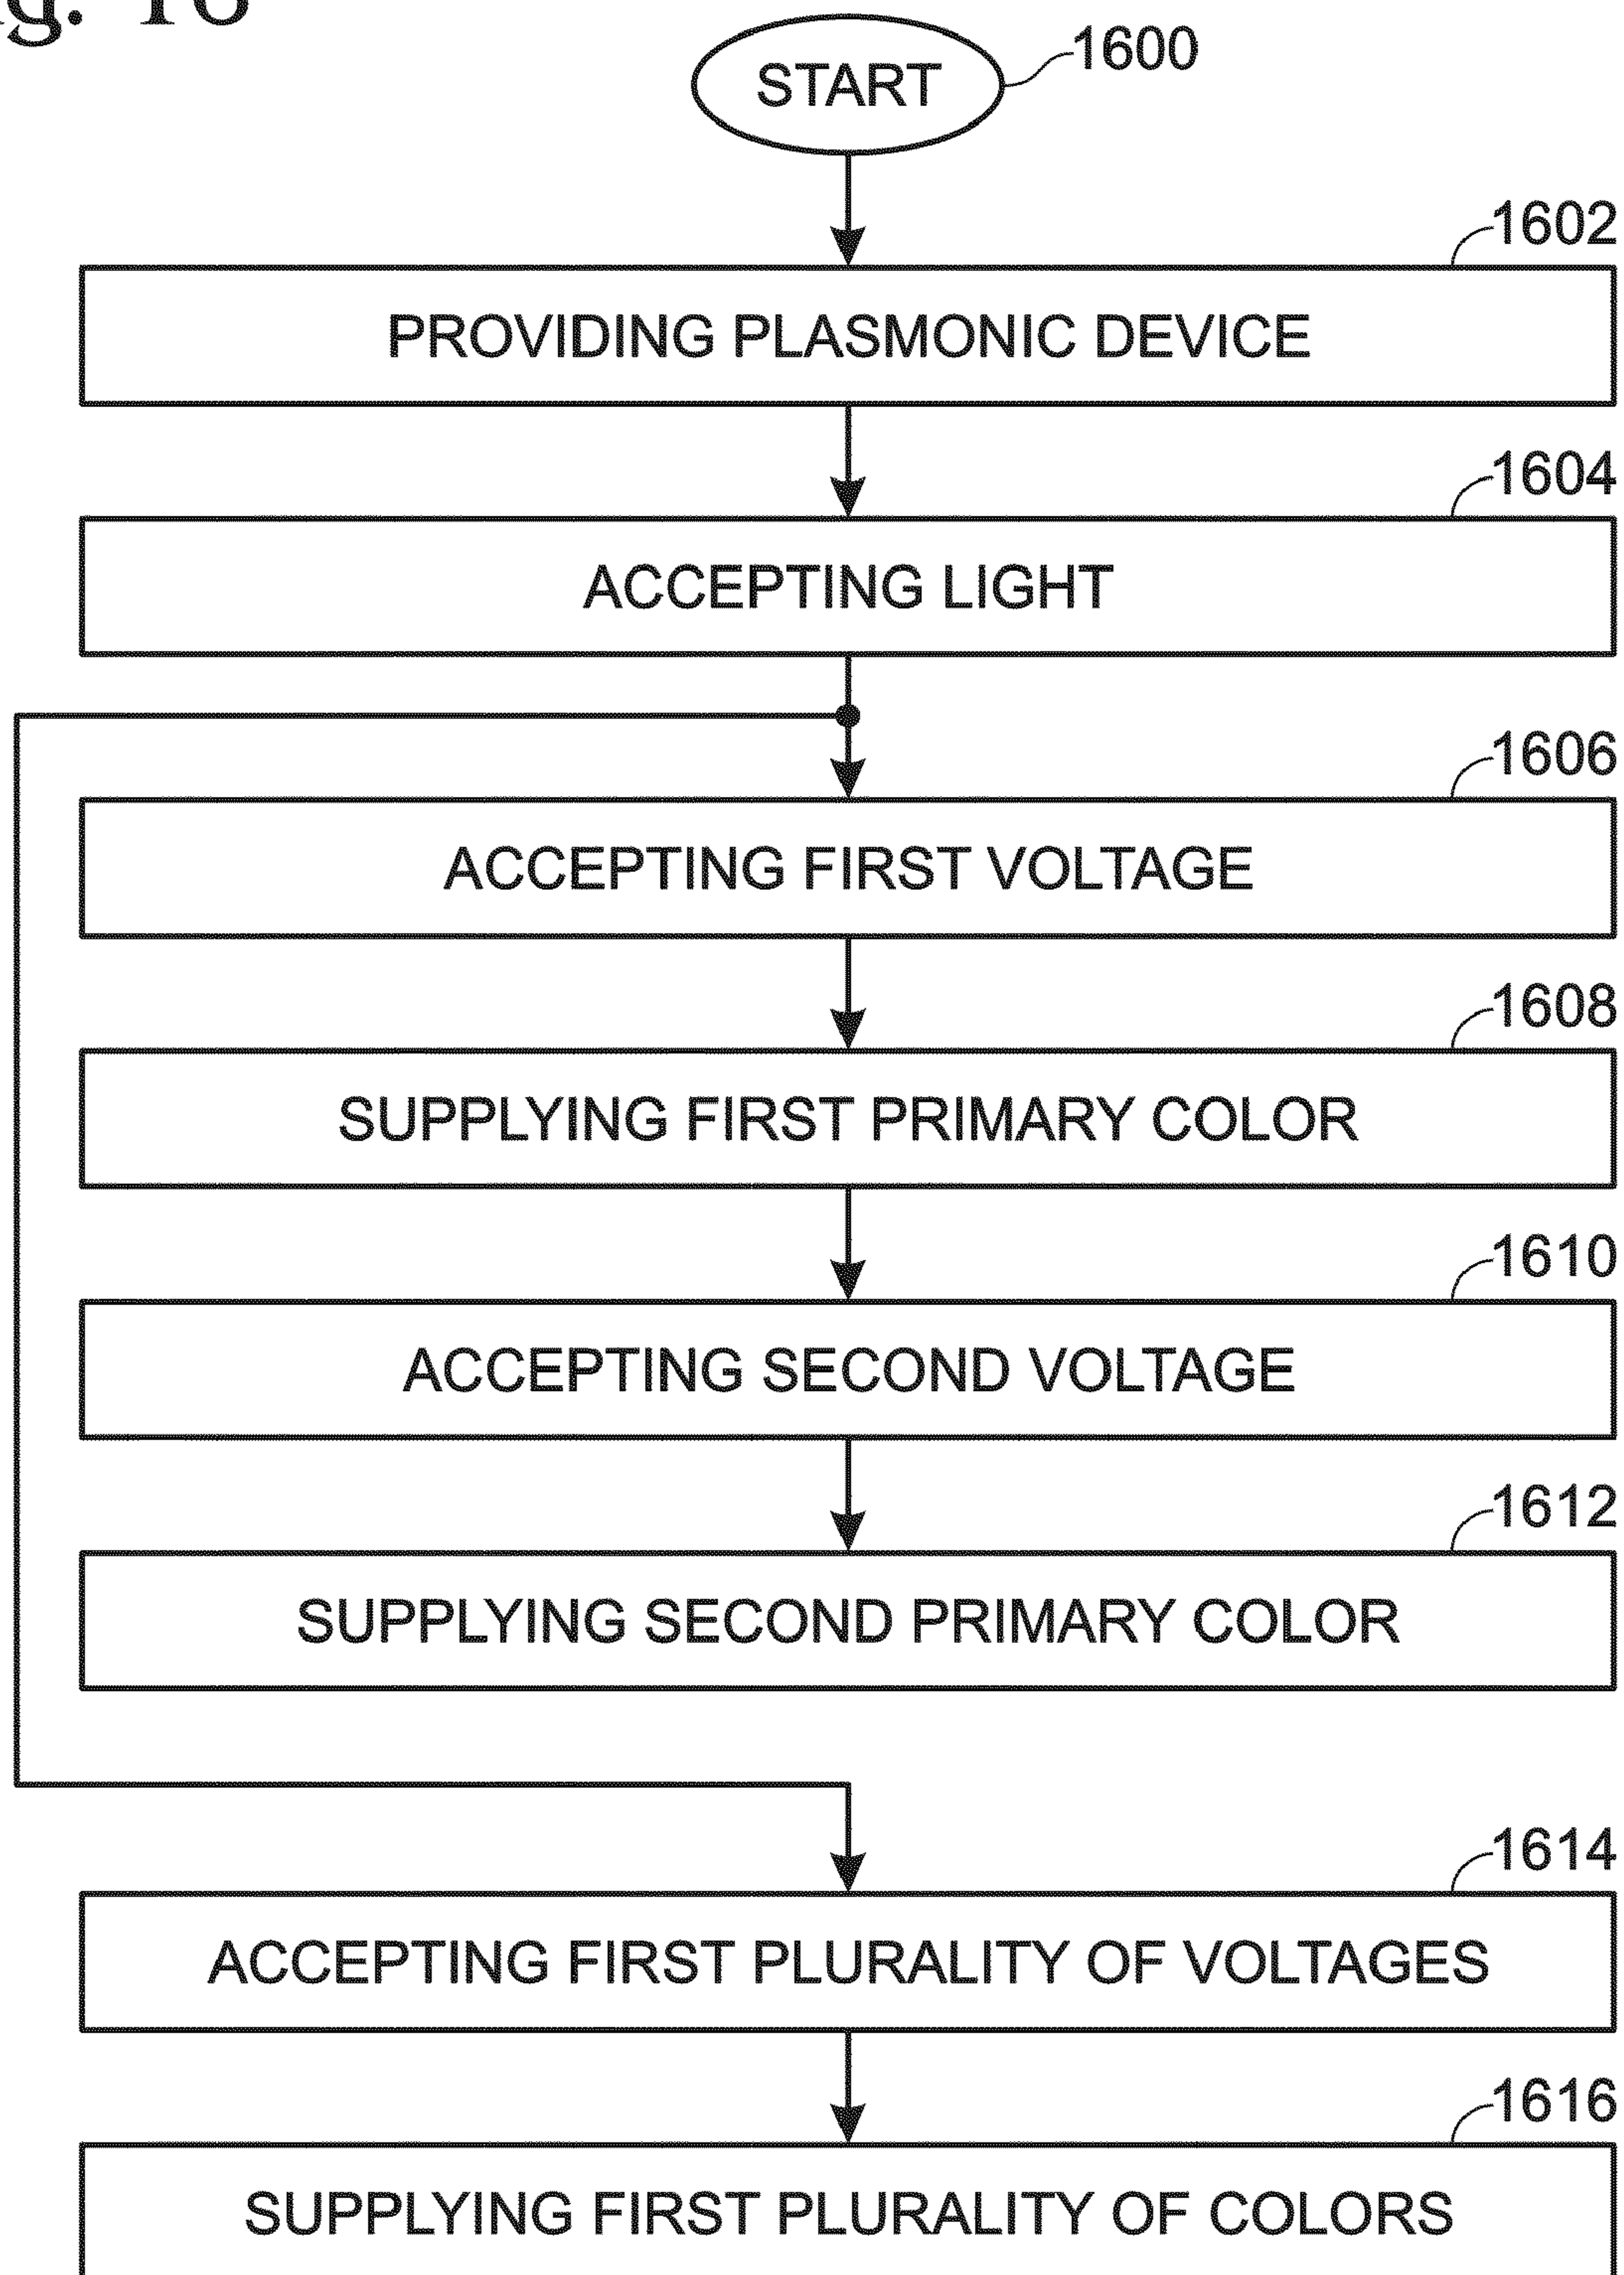 1600
START
1602
PROVIDING PLASMONIC DEVICE
1604
ACCEPTING LIGHT
1606
ACCEPTING FIRST VOLTAGE
1608
SUPPLYING FIRST PRIMARY COLOR
1610
ACCEPTING SECOND VOLTAGE
1612
SUPPLYING SECOND PRIMARY COLOR
1614
ACCEPTING FIRST PLURALITY OF VOLTAGES
1616
SUPPLYING FIRST PLURALITY OF COLORS